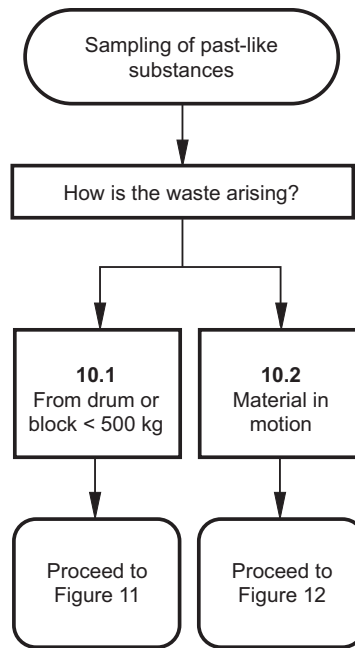 Sampling of past-like
substances
How is the waste arising?
10.1
From drum or
block < 500 kg
10.2
Material in
motion
Proceed to
Figure 11
Proceed to
Figure 12